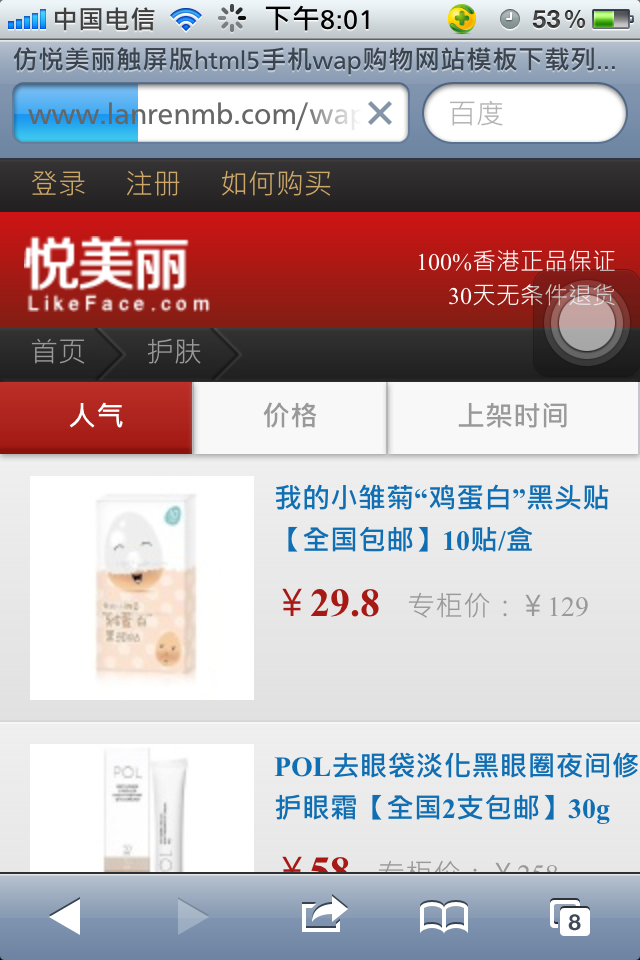 中国电信
下午8:01
53%
仿悦美丽触屏版html5手机wap购物网站模板下载列...
www.lanrenmb.com/wap
百度
登录 注册 如何购买
悦美丽
LikeFace.com
100%香港正品保证
30天无条件退货
首页 护肤
人气 价格 上架时间
我的小雏菊“鸡蛋白”黑头贴
【全国包邮】10贴/盒
￥29.8 专柜价：￥129
POL
POL去眼袋淡化黑眼圈夜间修
护眼霜【全国2支包邮】30g
￥58 专柜价：￥258
8